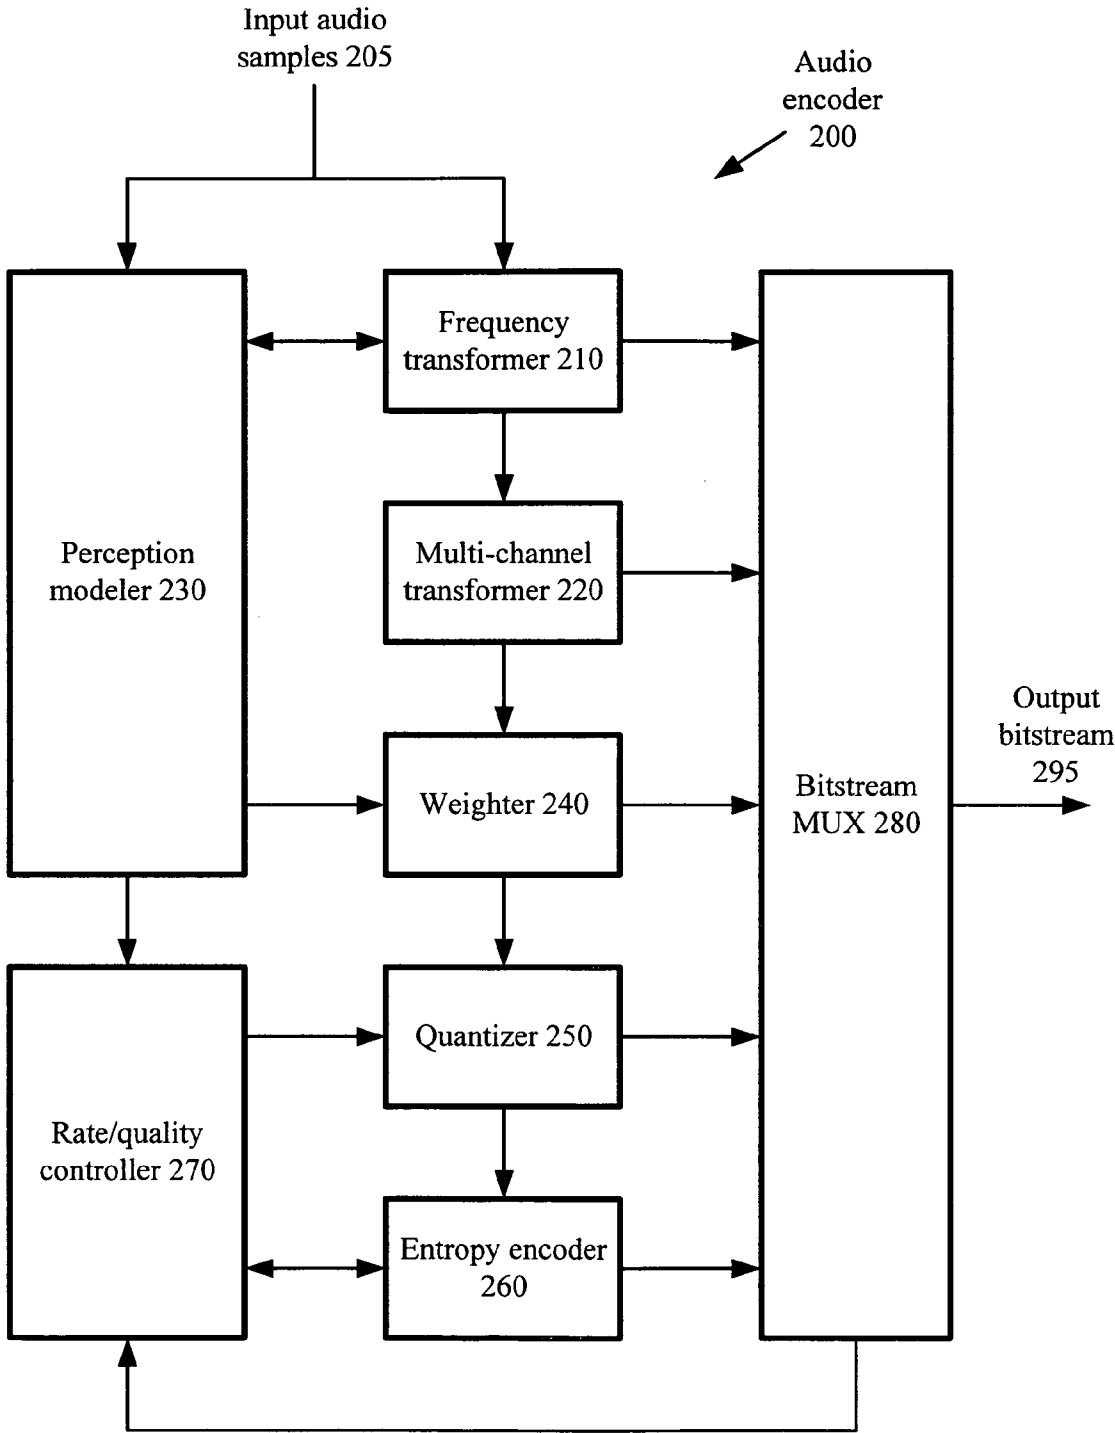 Input audio
samples 205
Audio
encoder
200
Frequency
transformer 210
Perception
modeler 230
Multi-channel
transformer 220
Output
bitstream
295
Weighter 240
Bitstream
MUX 280
Quantizer 250
Rate/quality
controller 270
Entropy encoder
260